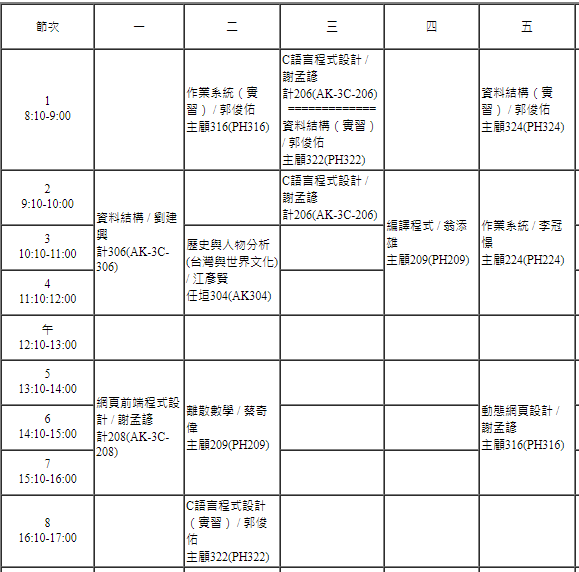 節次 一 二 三 四 五
1
8:10-9:00
作業系統（實
習） / 郭俊佑
主顧316(PH316)
C語言程式設計 /
謝孟諺
計206(AK-3C-206)
=============
資料結構（實習）
/ 郭俊佑
主顧322(PH322)
資料結構（實
習） / 郭俊佑
主顧324(PH324)
2
9:10-10:00
資料結構 / 劉建
興
計306(AK-3C-
306)
C語言程式設計 /
謝孟諺
計206(AK-3C-206)
編譯程式 / 翁添
雄
主顧209(PH209)
作業系統 / 李冠
憬
主顧224(PH224)
3
10:10-11:00
歷史與人物分析
(台灣與世界文化)
/ 江彥賢
任垣304(AK304)
4
11:10:12:00
午
12:10-13:00
5
13:10-14:00
網頁前端程式設
計 / 謝孟諺
計208(AK-3C-
208)
離散數學 / 蔡奇
偉
主顧209(PH209)
動態網頁設計 /
謝孟諺
主顧316(PH316)
6
14:10-15:00
7
15:10-16:00
8
16:10-17:00
C語言程式設計
（實習） / 郭俊
佑
主顧322(PH322)